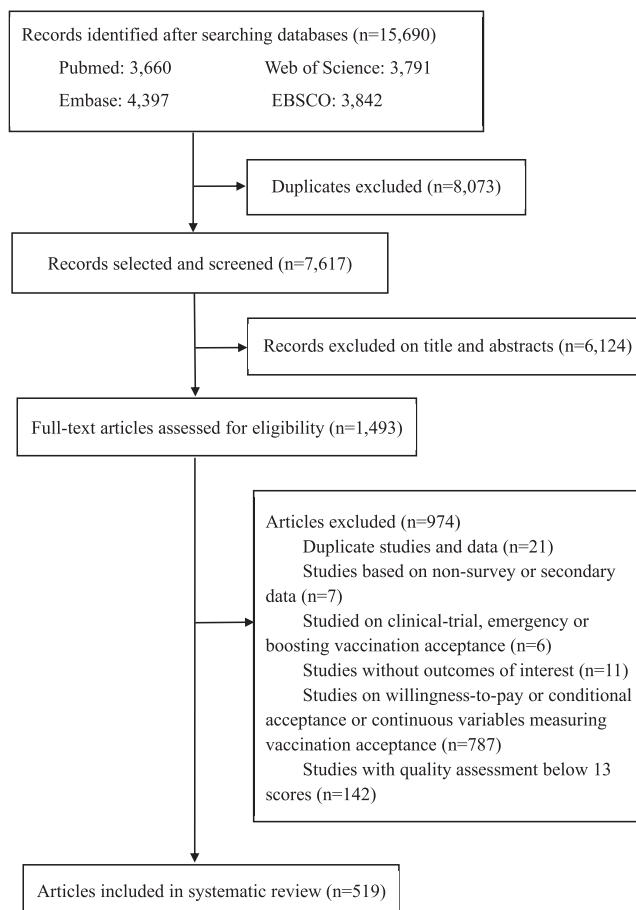 Records identified after searching databases (n=15,690)
Pubmed: 3,660 Web of Science: 3,791
Embase: 4,397 EBSCO: 3,842
Duplicates excluded (n=8,073)
Records selected and screened (n=7,617)
Records excluded on title and abstracts (n=6,124)
Full-text articles assessed for eligibility (n=1,493)
Articles excluded (n=974)
Duplicate studies and data (n=21)
Studies based on non-survey or secondary
data (n=7)
Studied on clinical-trial, emergency or
boosting vaccination acceptance (n=6)
Studies without outcomes of interest (n=11)
Studies on willingness-to-pay or conditional
acceptance or continuous variables measuring
vaccination acceptance (n=787)
Studies with quality assessment below 13
scores (n=142)
Articles included in systematic review (n=519)